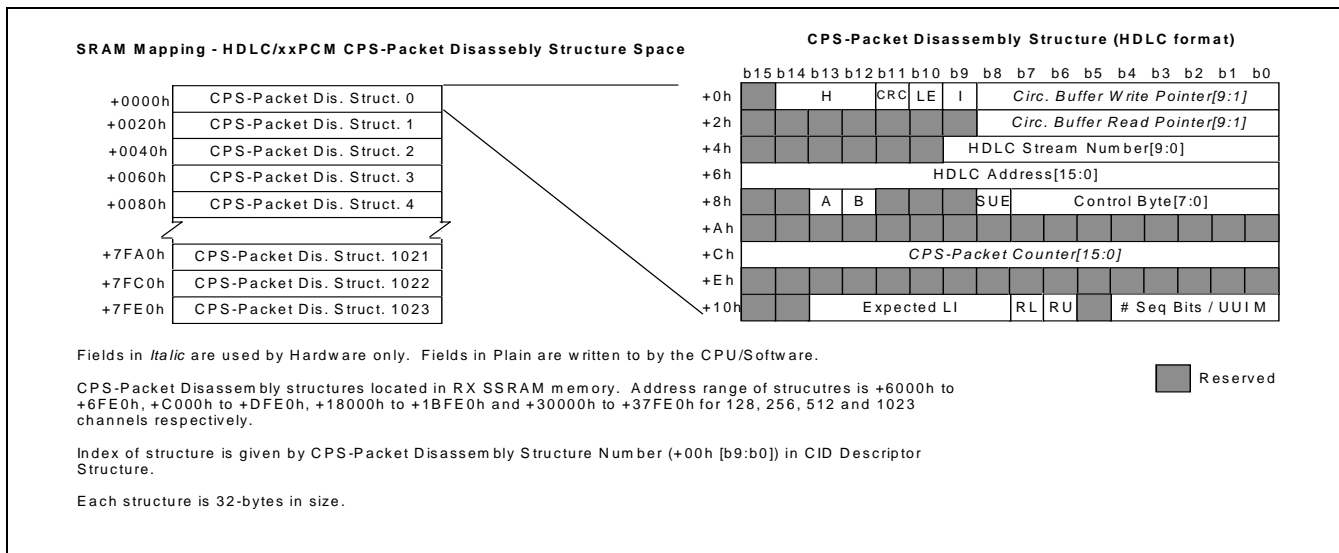 SRAM Mapping - HDLC/xxPCM CPS-Packet Disassebly Structure Space
+0000h CPS-Packet Dis. Struct. 0
+0020h CPS-Packet Dis. Struct. 1
+0040h CPS-Packet Dis. Struct. 2
+0060h CPS-Packet Dis. Struct. 3
+0080h CPS-Packet Dis. Struct. 4
+7FA0h CPS-Packet Dis. Struct. 1021
+7FC0h CPS-Packet Dis. Struct. 1022
+7FE0h CPS-Packet Dis. Struct. 1023
CPS-Packet Disassembly Structure (HDLC format)
b15 b14 b13 b12 b11 b10 b9 b8 b7 b6 b5 b4 b3 b2 b1 b0
+0h H CRC LE I Circ. Buffer Write Pointer[9:1]
+2h Circ. Buffer Read Pointer[9:1]
+4h HDLC Stream Number[9:0]
+6h HDLC Address[15:0]
+8h A B SUE Control Byte[7:0]
+Ah
+Ch CPS-Packet Counter[15:0]
+Eh
+10h Expected LI RL RU # Seq Bits / UUIM
Fields in Italic are used by Hardware only. Fields in Plain are written to by the CPU/Software.
Reserved
CPS-Packet Disassembly structures located in RX SSRAM memory. Address range of strucutres is +6000h to
+6FE0h, +C000h to +DFE0h, +18000h to +1BFE0h and +30000h to +37FE0h for 128, 256, 512 and 1023
channels respectively.
Index of structure is given by CPS-Packet Disassembly Structure Number (+00h [b9:b0]) in CID Descriptor
Structure.
Each structure is 32-bytes in size.